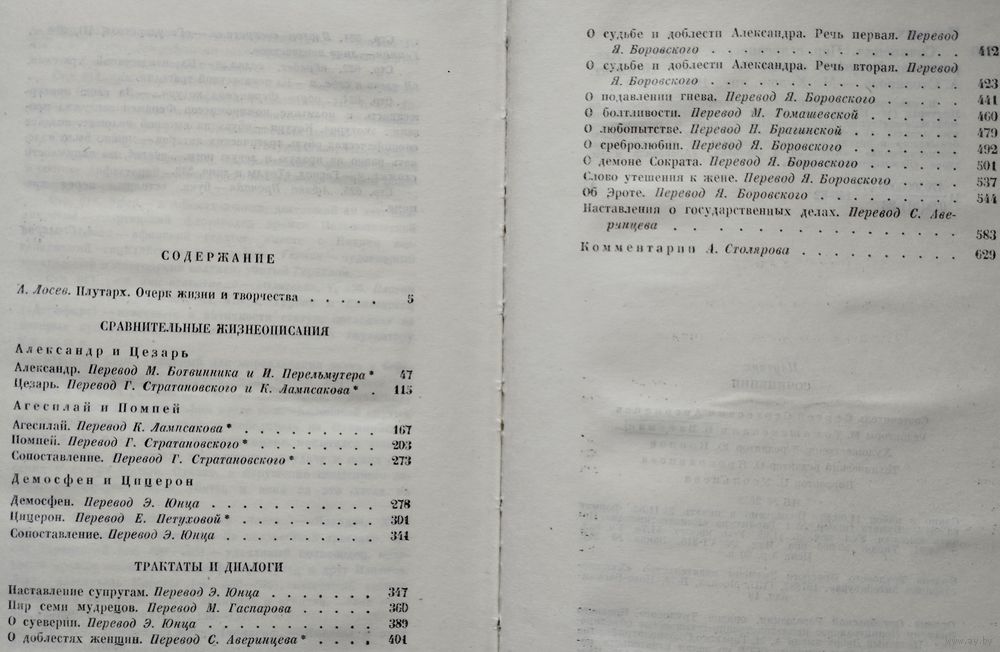 СОДЕРЖАНИЕ
А. Лосев. Плутарх. Очерк жизни и творчества . . . . . 5
СРАВНИТЕЛЬНЫЕ ЖИЗНЕОПИСАНИЯ
Александр и Цезарь
Александр. Перевод М. Ботвинника и И. Перельмутера * 47
Цезарь. Перевод Г. Стратановского и К. Лампсакова * . 115
Агесилай и Помпей
Агесилай. Перевод К. Лампсакова * . . . . . . . . 167
Помпей. Перевод Г. Стратановского * . . . . . . . 203
Сопоставление. Перевод Г. Стратановского * . . . . . 273
Демосфен и Цицерон
Демосфен. Перевод Э. Юнца . . . . . . . . . . 278
Цицерон. Перевод Е. Петуховой * . . . . . . . . 301
Сопоставление. Перевод Э. Юнца . . . . . . . . . 341
ТРАКТАТЫ И ДИАЛОГИ
Наставление супругам. Перевод Э. Юнца . . . . . . . 347
Пир семи мудрецов. Перевод М. Гаспарова . . . . . 360
О суеверии. Перевод Э. Юнца . . . . . . . . . . 389
О доблестях женщин. Перевод С. Аверинцева * . . . . 401
О судьбе и доблести Александра. Речь первая. Перевод
Я. Боровского . . . . . . . . . . . . . . . 412
О судьбе и доблести Александра. Речь вторая. Перевод
Я. Боровского . . . . . . . . . . . . . . . 423
О подавлении гнева. Перевод Я. Боровского . . . . . 441
О болтливости. Перевод М. Томашевской . . . . . . 460
О любопытстве. Перевод Н. Брагинской . . . . . . 479
О сребролюбии. Перевод Я. Боровского . . . . . . . 492
О демоне Сократа. Перевод Я. Боровского . . . . . . 501
Слово утешения к жене. Перевод Я. Боровского . . . . 537
Об Эроте. Перевод Я. Боровского . . . . . . . . . 544
Наставления о государственных делах. Перевод С. Аве-
ринцева . . . . . . . . . . . . . . . . . 583
Комментарии А. Столярова . . . . . . . . . . 629
www.ay.by